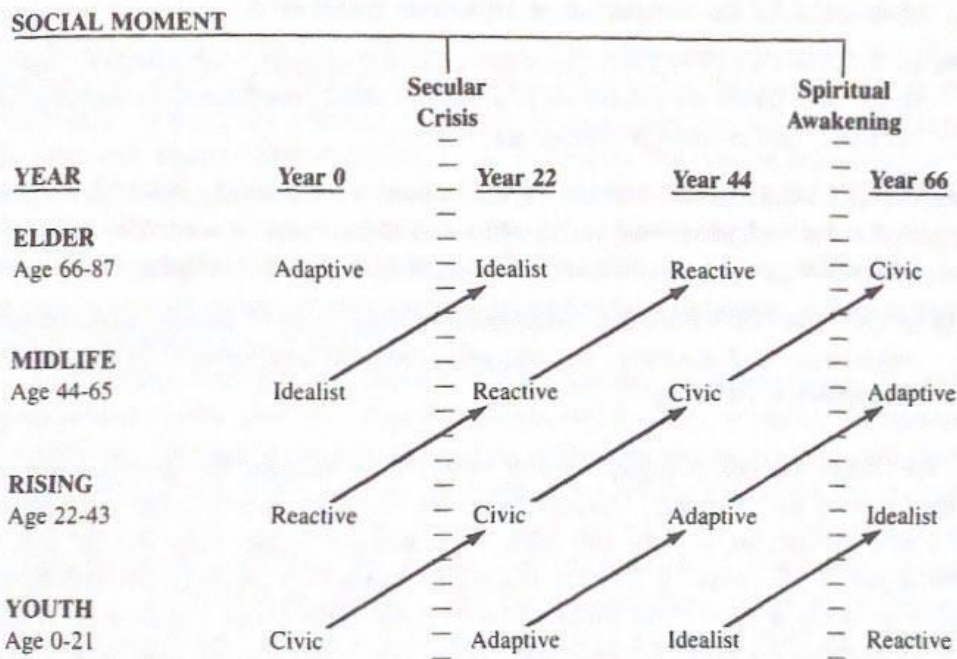 SOCIAL MOMENT
Secular Spiritual
Crisis Awakening
YEAR Year 0 Year 22 Year 44 Year 66
ELDER
Age 66-87 Adaptive Idealist Reactive Civic
MIDLIFE
Age 44-65 Idealist Reactive Civic Adaptive
RISING
Age 22-43 Reactive Civic Adaptive Idealist
YOUTH
Age 0-21 Civic Adaptive Idealist Reactive